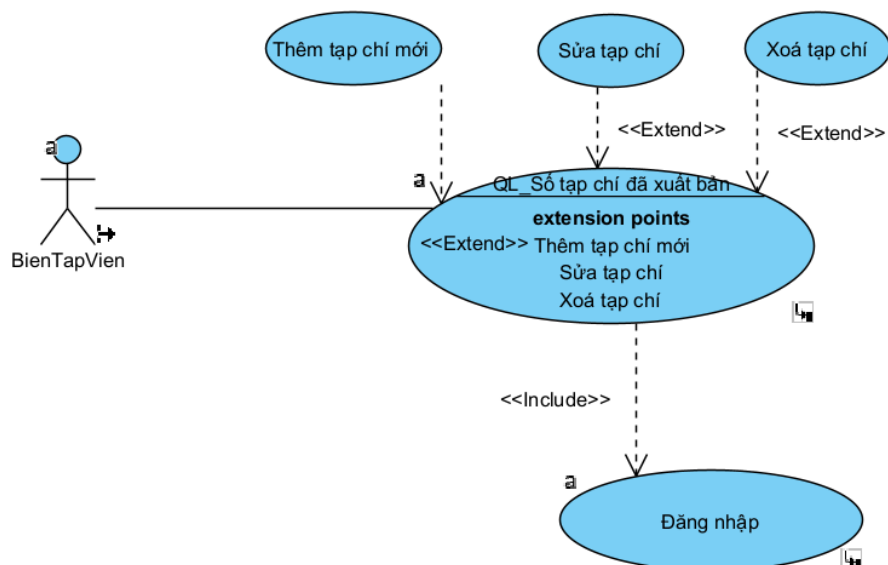 Thêm tạp chí mới
Sửa tạp chí
Xoá tạp chí
<<Extend>>
<<Extend>>
a
a
QL_Số tạp chí đã xuất bản
extension points
<<Extend>>
Thêm tạp chí mới
Sửa tạp chí
Xoá tạp chí
BienTapVien
<<Include>>
a
Đăng nhập